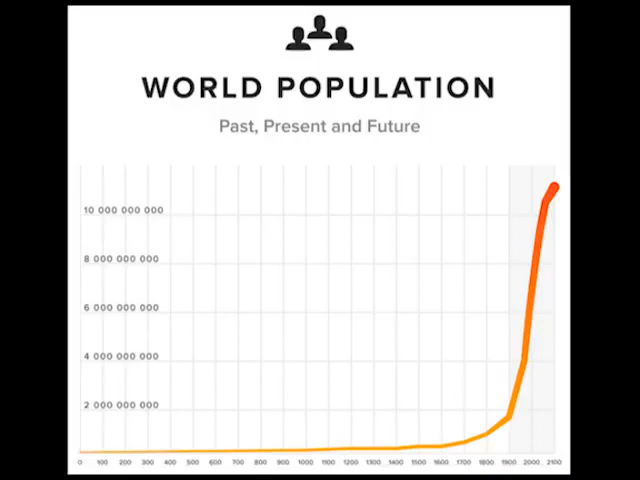 WORLD POPULATION
Past, Present and Future
10 000 000 000
8 000 000 000
6 000 000 000
4 000 000 000
2 000 000 000
0 100 200 300 400 500 600 700 800 900 1000 1100 1200 1300 1400 1500 1600 1700 1800 1900 2000 2100